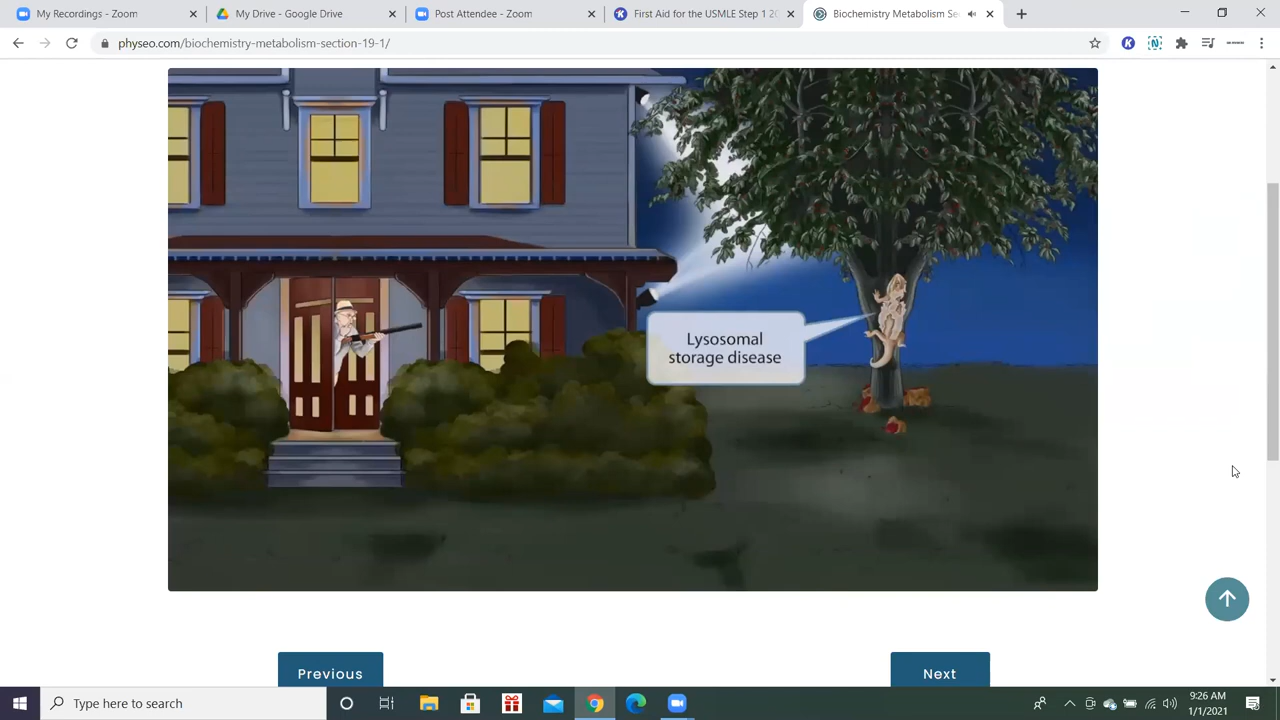 My Recordings - Zoom
My Drive - Google Drive
Post Attendee - Zoom
First Aid for the USMLE Step 1 20
Biochemistry Metabolism Se
physeo.com/biochemistry-metabolism-section-19-1/
Lysosomal
storage disease
Previous
Next
Type here to search
9:26 AM
1/1/2021